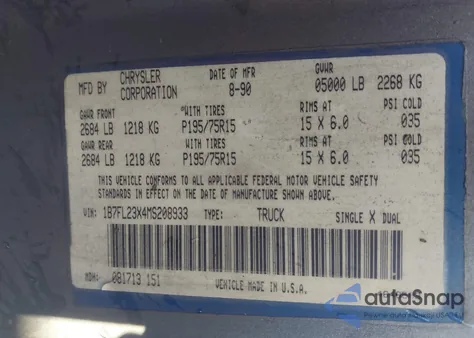 MFD BY CHRYSLER CORPORATION DATE OF MFR 8-90 GVWR 05000 LB 2268 KG
GAWR FRONT WITH TIRES RIMS AT PSI COLD
2684 LB 1218 KG P195/75R15 15 X 6.0 035
GAWR REAR WITH TIRES RIMS AT PSI COLD
2684 LB 1218 KG P195/75R15 15 X 6.0 035
THIS VEHICLE CONFORMS TO ALL APPLICABLE FEDERAL MOTOR VEHICLE SAFETY
STANDARDS IN EFFECT ON THE DATE OF MANUFACTURE SHOWN ABOVE.
VIN: 1B7FL23X4MS208933 TYPE: TRUCK SINGLE X DUAL
MDH: 081713 151 VEHICLE MADE IN U.S.A.
autoSnap